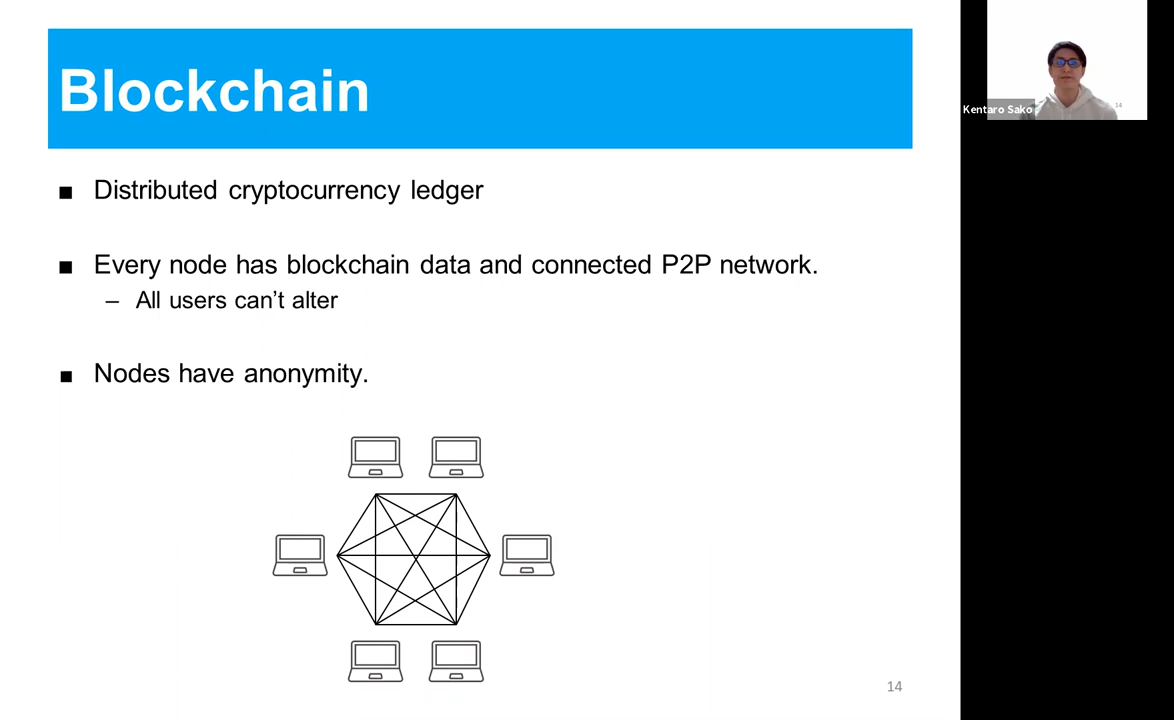 Blockchain
■ Distributed cryptocurrency ledger
■ Every node has blockchain data and connected P2P network.
– All users can’t alter
■ Nodes have anonymity.
14
Kentaro Sako
14